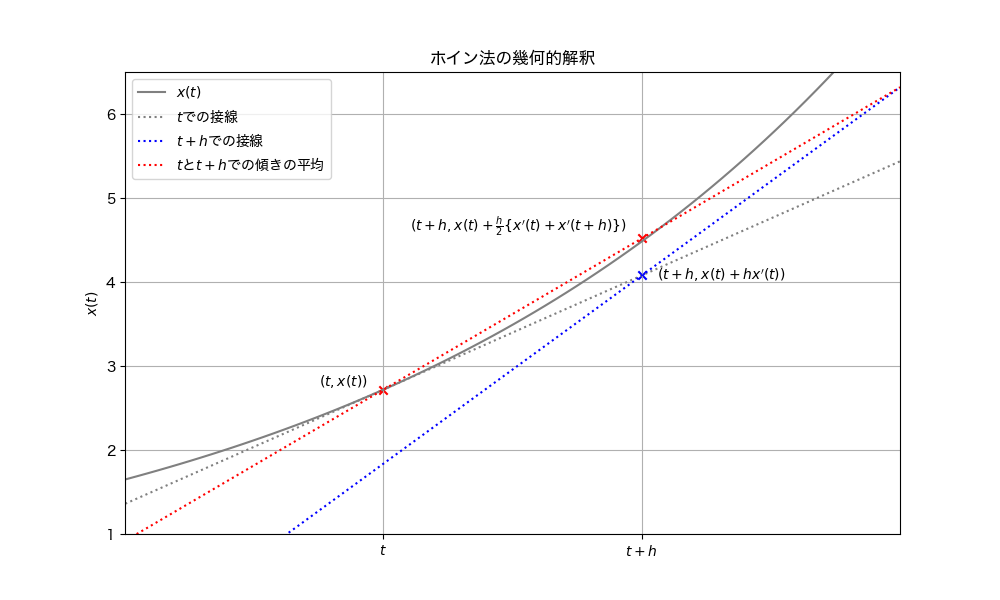 ホイン法の幾何的解釈
x(t)
tでの接線
t + hでの接線
tとt + hでの傾きの平均
6
5
4
3
2
1
x(t)
(t + h, x(t) + \frac{h}{2}{x′(t) + x′(t + h)})
(t + h, x(t) + hx′(t))
(t, x(t))
t
t + h